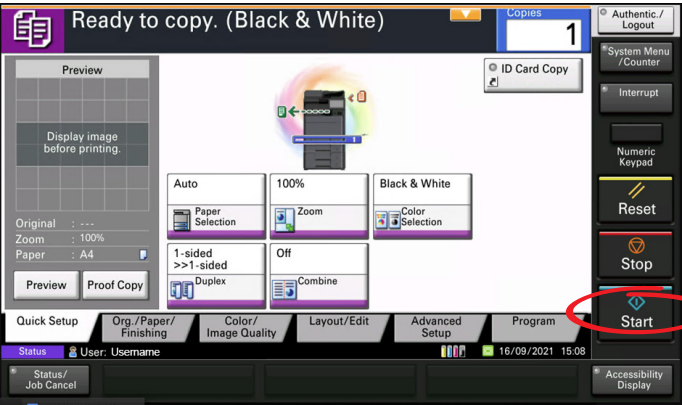 Ready to copy. (Black & White)
Copies
1
Authentic./
Logout
System Menu
/Counter
Interrupt
Numeric
Keypad
Reset
Stop
Start
Accessibility
Display
Preview
Display image
before printing.
Original : ---
Zoom : 100%
Paper : A4
Preview
Proof Copy
ID Card Copy
1
Auto
Paper
Selection
100%
Zoom
Black & White
Color
Selection
1-sided
>>1-sided
Duplex
Off
Combine
Quick Setup
Org./Paper/
Finishing
Color/
Image Quality
Layout/Edit
Advanced
Setup
Program
Status
User: Username
16/09/2021 15:08
Status/
Job Cancel